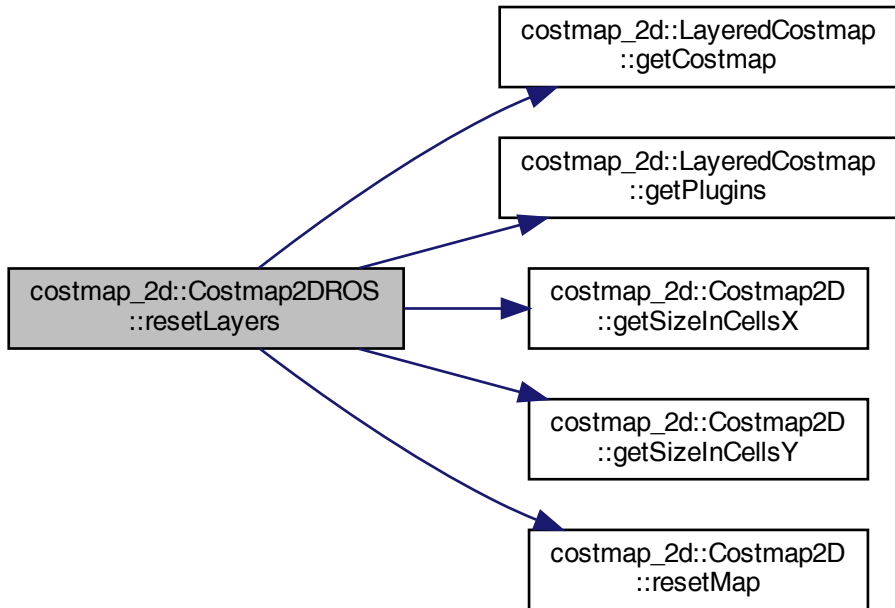 costmap_2d::LayeredCostmap
::getCostmap
costmap_2d::LayeredCostmap
::getPlugins
costmap_2d::Costmap2DROS
::resetLayers
costmap_2d::Costmap2D
::getSizeInCellsX
costmap_2d::Costmap2D
::getSizeInCellsY
costmap_2d::Costmap2D
::resetMap